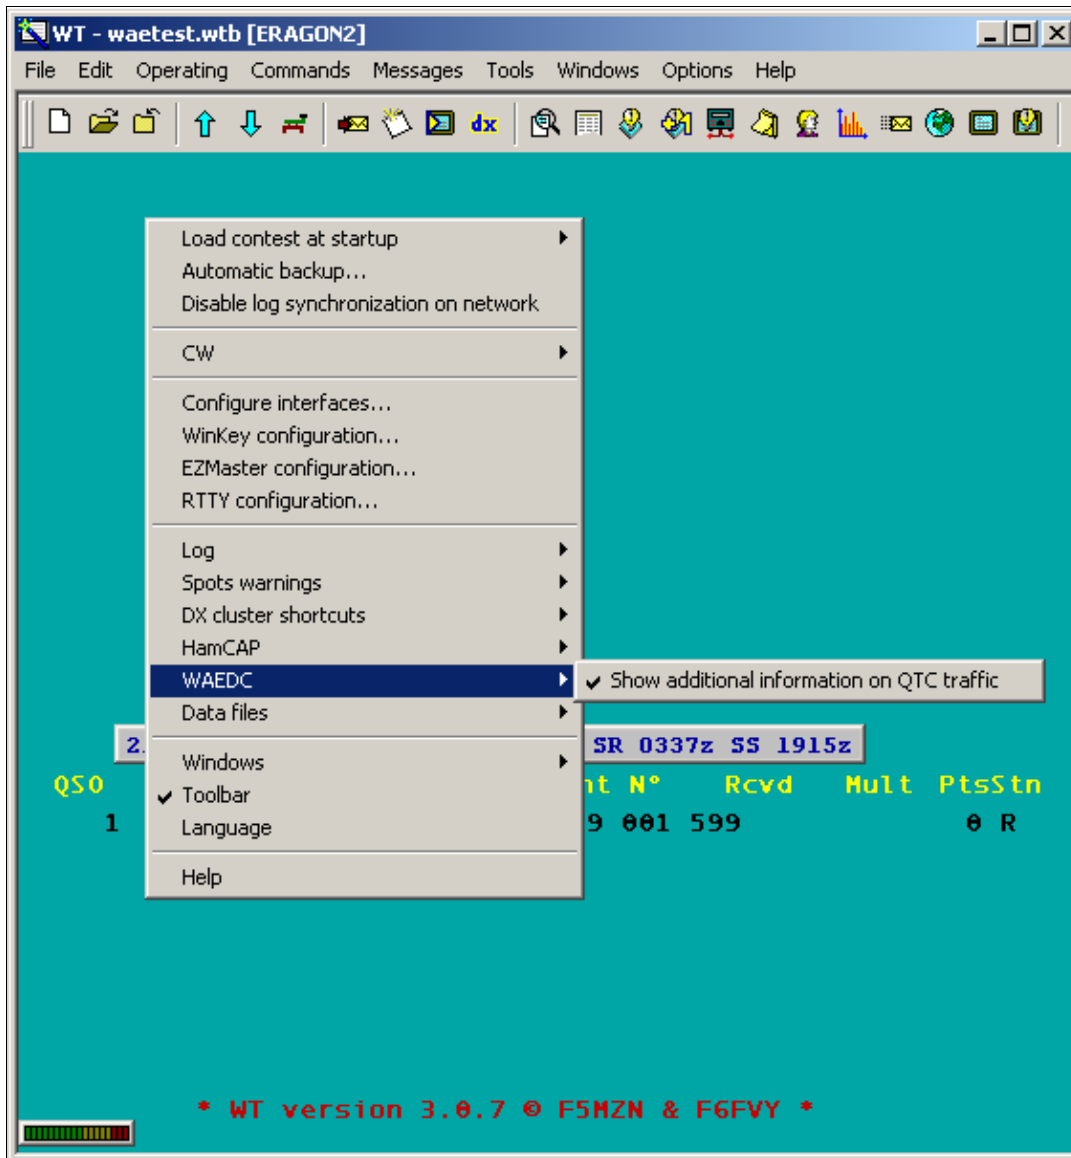 WT - waetest.wtb [ERAGON2]
File Edit Operating Commands Messages Tools Windows Options Help
dx
Load contest at startup
Automatic backup...
Disable log synchronization on network
CW
Configure interfaces...
WinKey configuration...
EZMaster configuration...
RTTY configuration...
Log
Spots warnings
DX cluster shortcuts
HamCAP
WAEDC
Show additional information on QTC traffic
Data files
2. SR 0337z SS 1915z
Windows
QSO nt N° Rcvd Mult PtsStn
Toolbar
1 9 001 599 0 R
Language
Help
* WT version 3.0.7 © F5MZN & F6FVY *